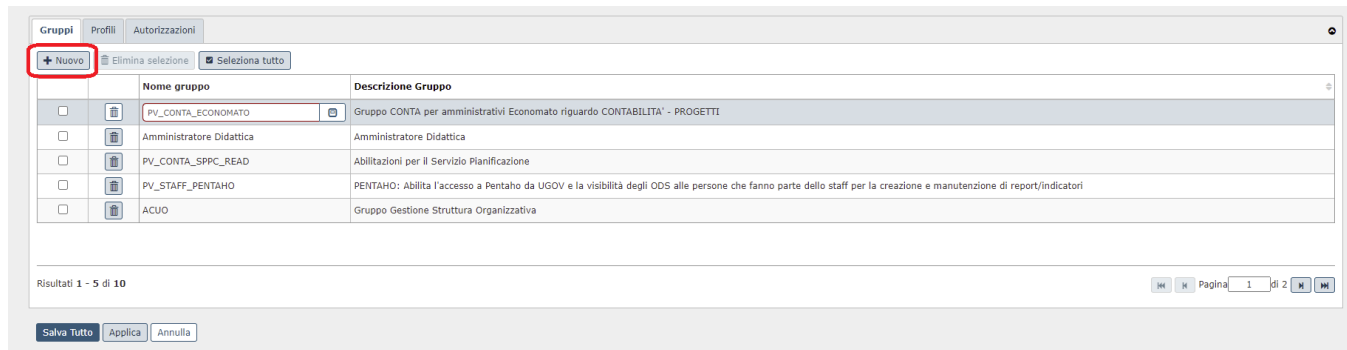 Gruppi Profili Autorizzazioni
Nuovo Elimina selezione Seleziona tutto
Nome gruppo Descrizione Gruppo
PV_CONTA_ECONOMATO Gruppo CONTA per amministrativi Economato riguardo CONTABILITA' - PROGETTI
Amministratore Didattica Amministratore Didattica
PV_CONTA_SPPC_READ Abilitazioni per il Servizio Pianificazione
PV_STAFF_PENTAHO PENTAHO: Abilita l'accesso a Pentaho da UGOV e la visibilità degli ODS alle persone che fanno parte dello staff per la creazione e manutenzione di report/indicatori
ACUO Gruppo Gestione Struttura Organizzativa
Risultati 1 - 5 di 10 Pagina 1 di 2
Salva Tutto Applica Annulla